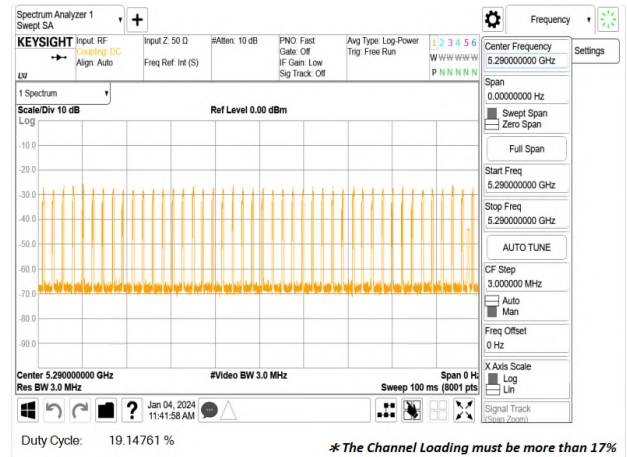 Spectrum Analyzer 1
Swept SA
Frequency
Settings
KEYSIGHT
Input: RF
Coupling: DC
Align: Auto
Input Z: 50 Ω
Freq Ref: Int (S)
#Atten: 10 dB
PNO: Fast
Gate: Off
IF Gain: Low
Sig Track: Off
Avg Type: Log-Power
Trig: Free Run
1 2 3 4 5 6
W W W W W W
P N N N N N
LXI
1 Spectrum
Scale/Div 10 dB
Ref Level 0.00 dBm
Log
-10.0
-20.0
-30.0
-40.0
-50.0
-60.0
-70.0
-80.0
-90.0
Center 5.290000000 GHz
#Video BW 3.0 MHz
Span 0 Hz
Res BW 3.0 MHz
Sweep 100 ms (8001 pts)
Center Frequency
5.290000000 GHz
Span
0.00000000 Hz
Swept Span
Zero Span
Full Span
Start Freq
5.290000000 GHz
Stop Freq
5.290000000 GHz
AUTO TUNE
CF Step
3.000000 MHz
Auto
Man
Freq Offset
0 Hz
X Axis Scale
Log
Lin
Signal Track
(Span Zoom)
?
Jan 04, 2024
11:41:58 AM
Duty Cycle: 19.14761 %
* The Channel Loading must be more than 17%